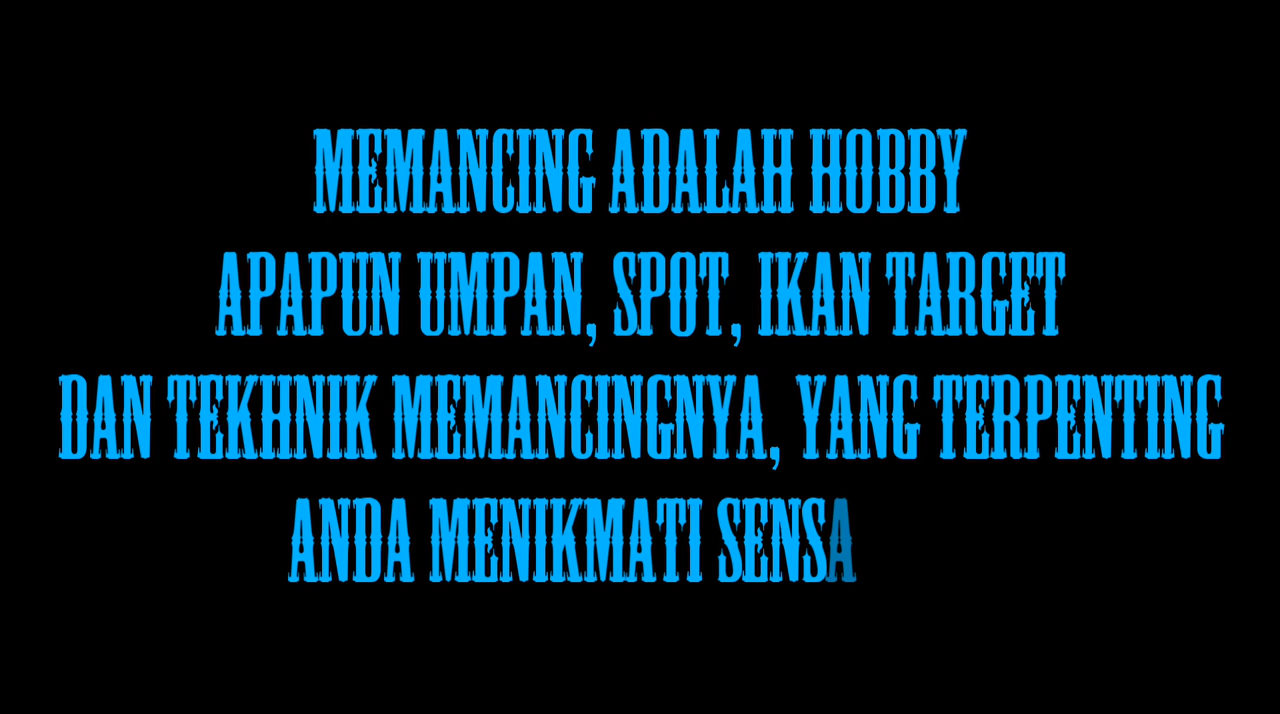 MEMANCING ADALAH HOBBY
APAPUN UMPAN, SPOT, IKAN TARGET
DAN TEKHNIK MEMANCINGNYA, YANG TERPENTING
ANDA MENIKMATI SENSA